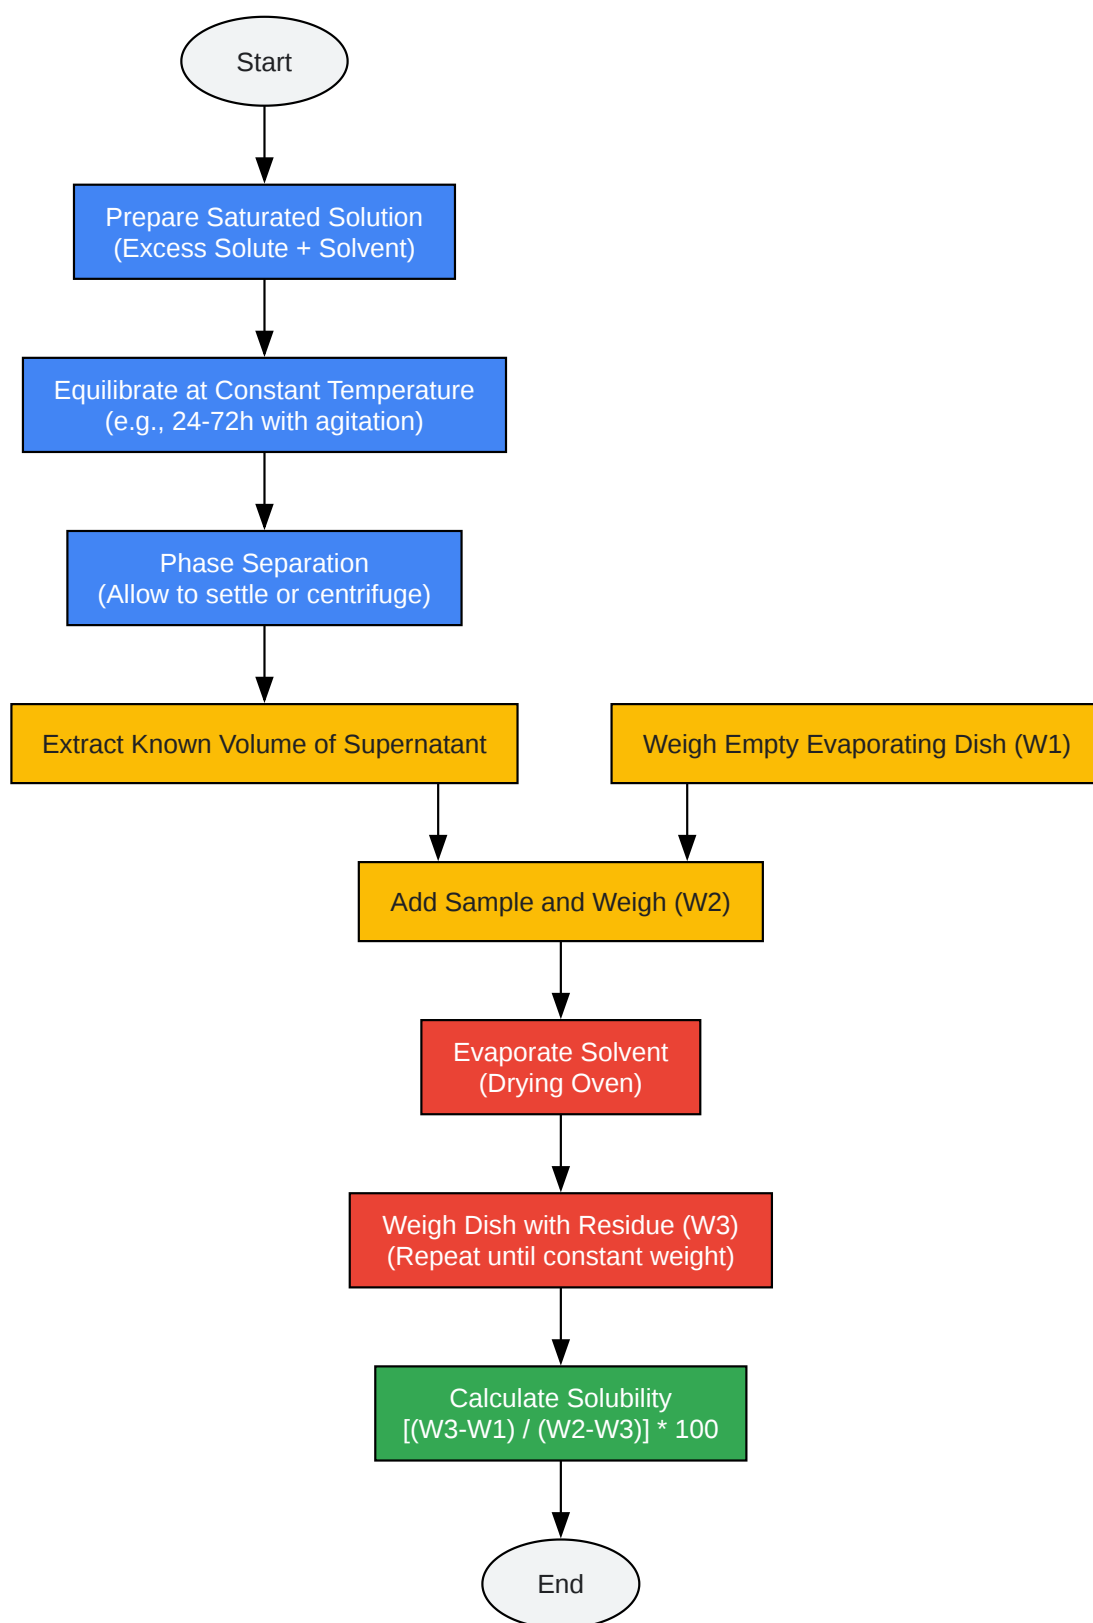 Start
Prepare Saturated Solution
(Excess Solute + Solvent)
Equilibrate at Constant Temperature
(e.g., 24-72h with agitation)
Phase Separation
(Allow to settle or centrifuge)
Extract Known Volume of Supernatant
Weigh Empty Evaporating Dish (W1)
Add Sample and Weigh (W2)
Evaporate Solvent
(Drying Oven)
Weigh Dish with Residue (W3)
(Repeat until constant weight)
Calculate Solubility
[(W3-W1) / (W2-W3)] * 100
End